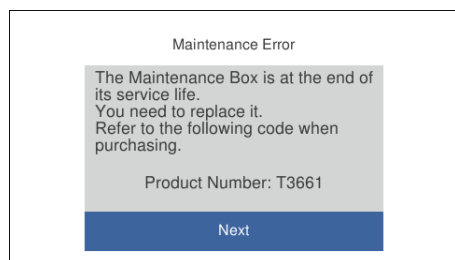 Maintenance Error
The Maintenance Box is at the end of
its service life.
You need to replace it.
Refer to the following code when
purchasing.
Product Number: T3661
Next